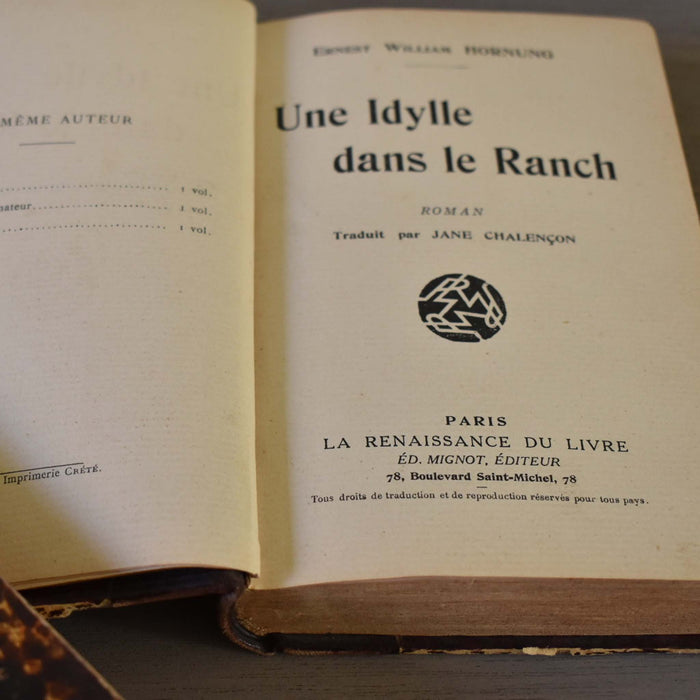 MÊME AUTEUR
1 vol.
nateur 1 vol.
1 vol.
Imprimerie CRÉTÉ.
ERNEST WILLIAM HORNUNG
Une Idylle
dans le Ranch
ROMAN
Traduit par JANE CHALENÇON
PARIS
LA RENAISSANCE DU LIVRE
ÉD. MIGNOT, ÉDITEUR
78, Boulevard Saint-Michel, 78
Tous droits de traduction et de reproduction réservés pour tous pays.